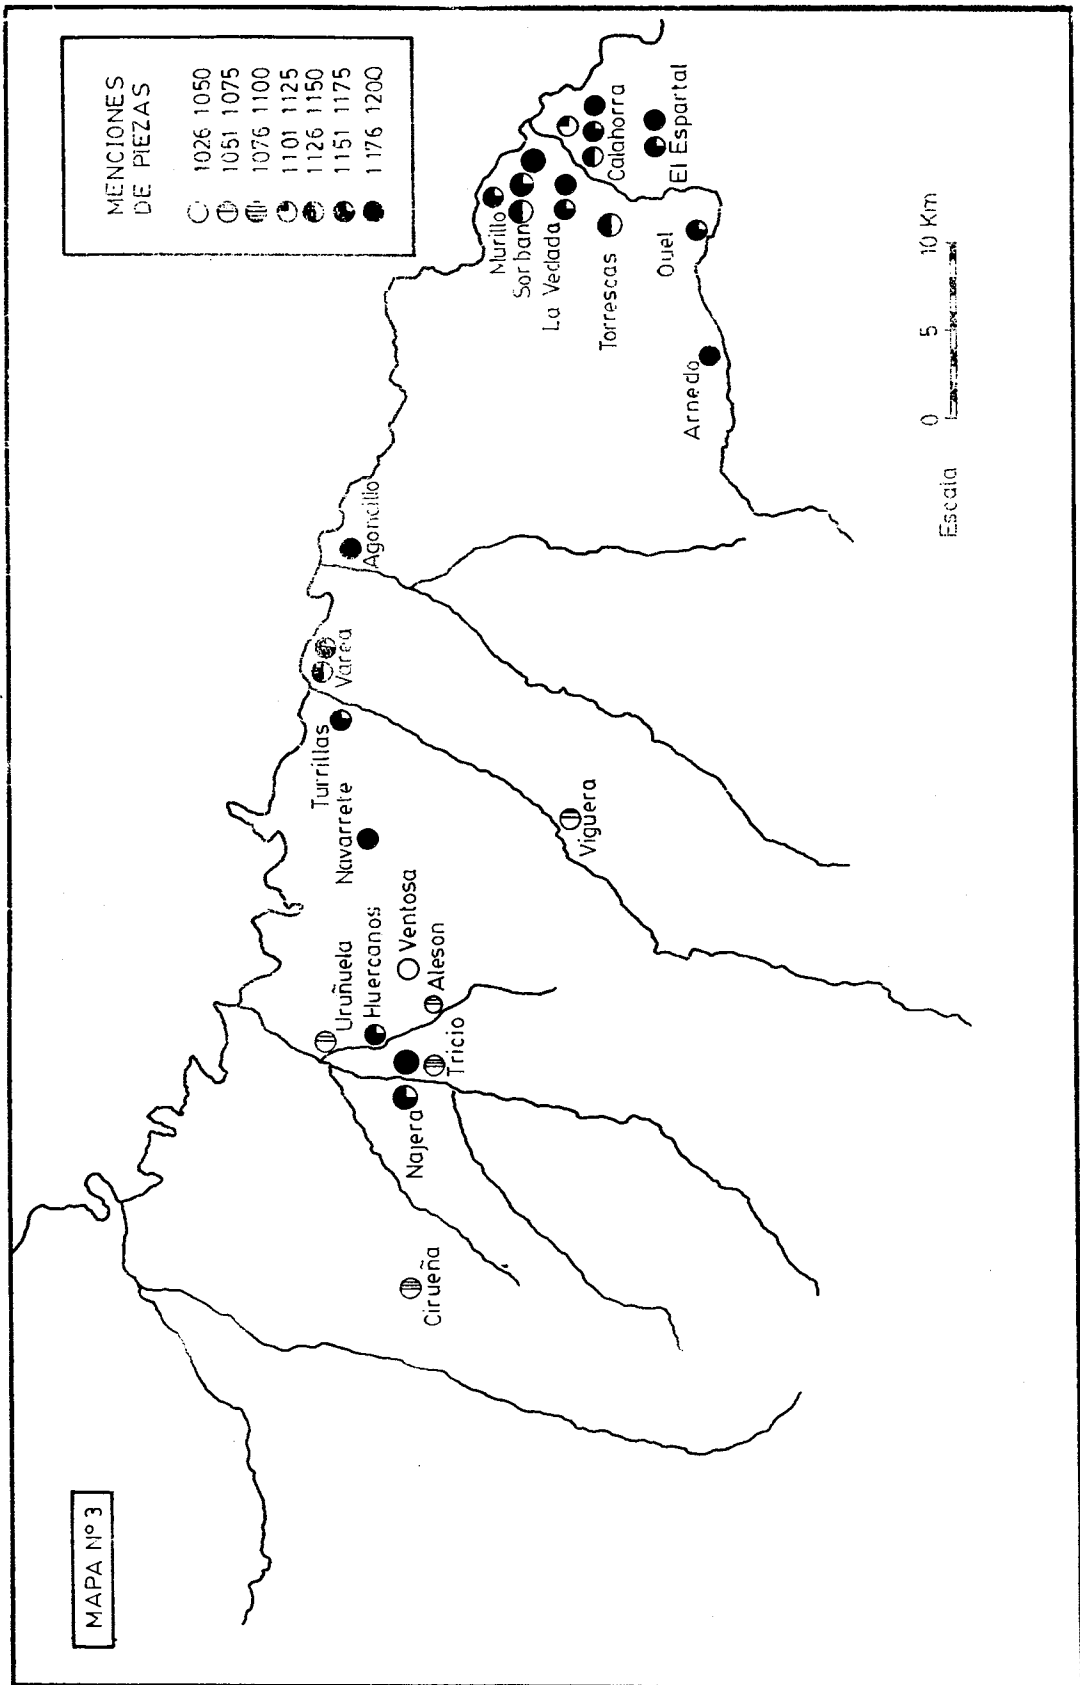 MAPA Nº 3
MENCIONES
DE PIEZAS
1026 1050
1051 1075
1076 1100
1101 1125
1126 1150
1151 1175
1176 1200
Cirueña
Najera
Tricio
Uruñuela
Huercanos
Aleson
Ventosa
Navarrete
Turrillas
Varea
Viguera
Agoncillo
Murillo
Sorban
La Veclada
Torrescas
Calahorra
El Espartal
Quel
Arnedo
Escala
0 5 10 Km